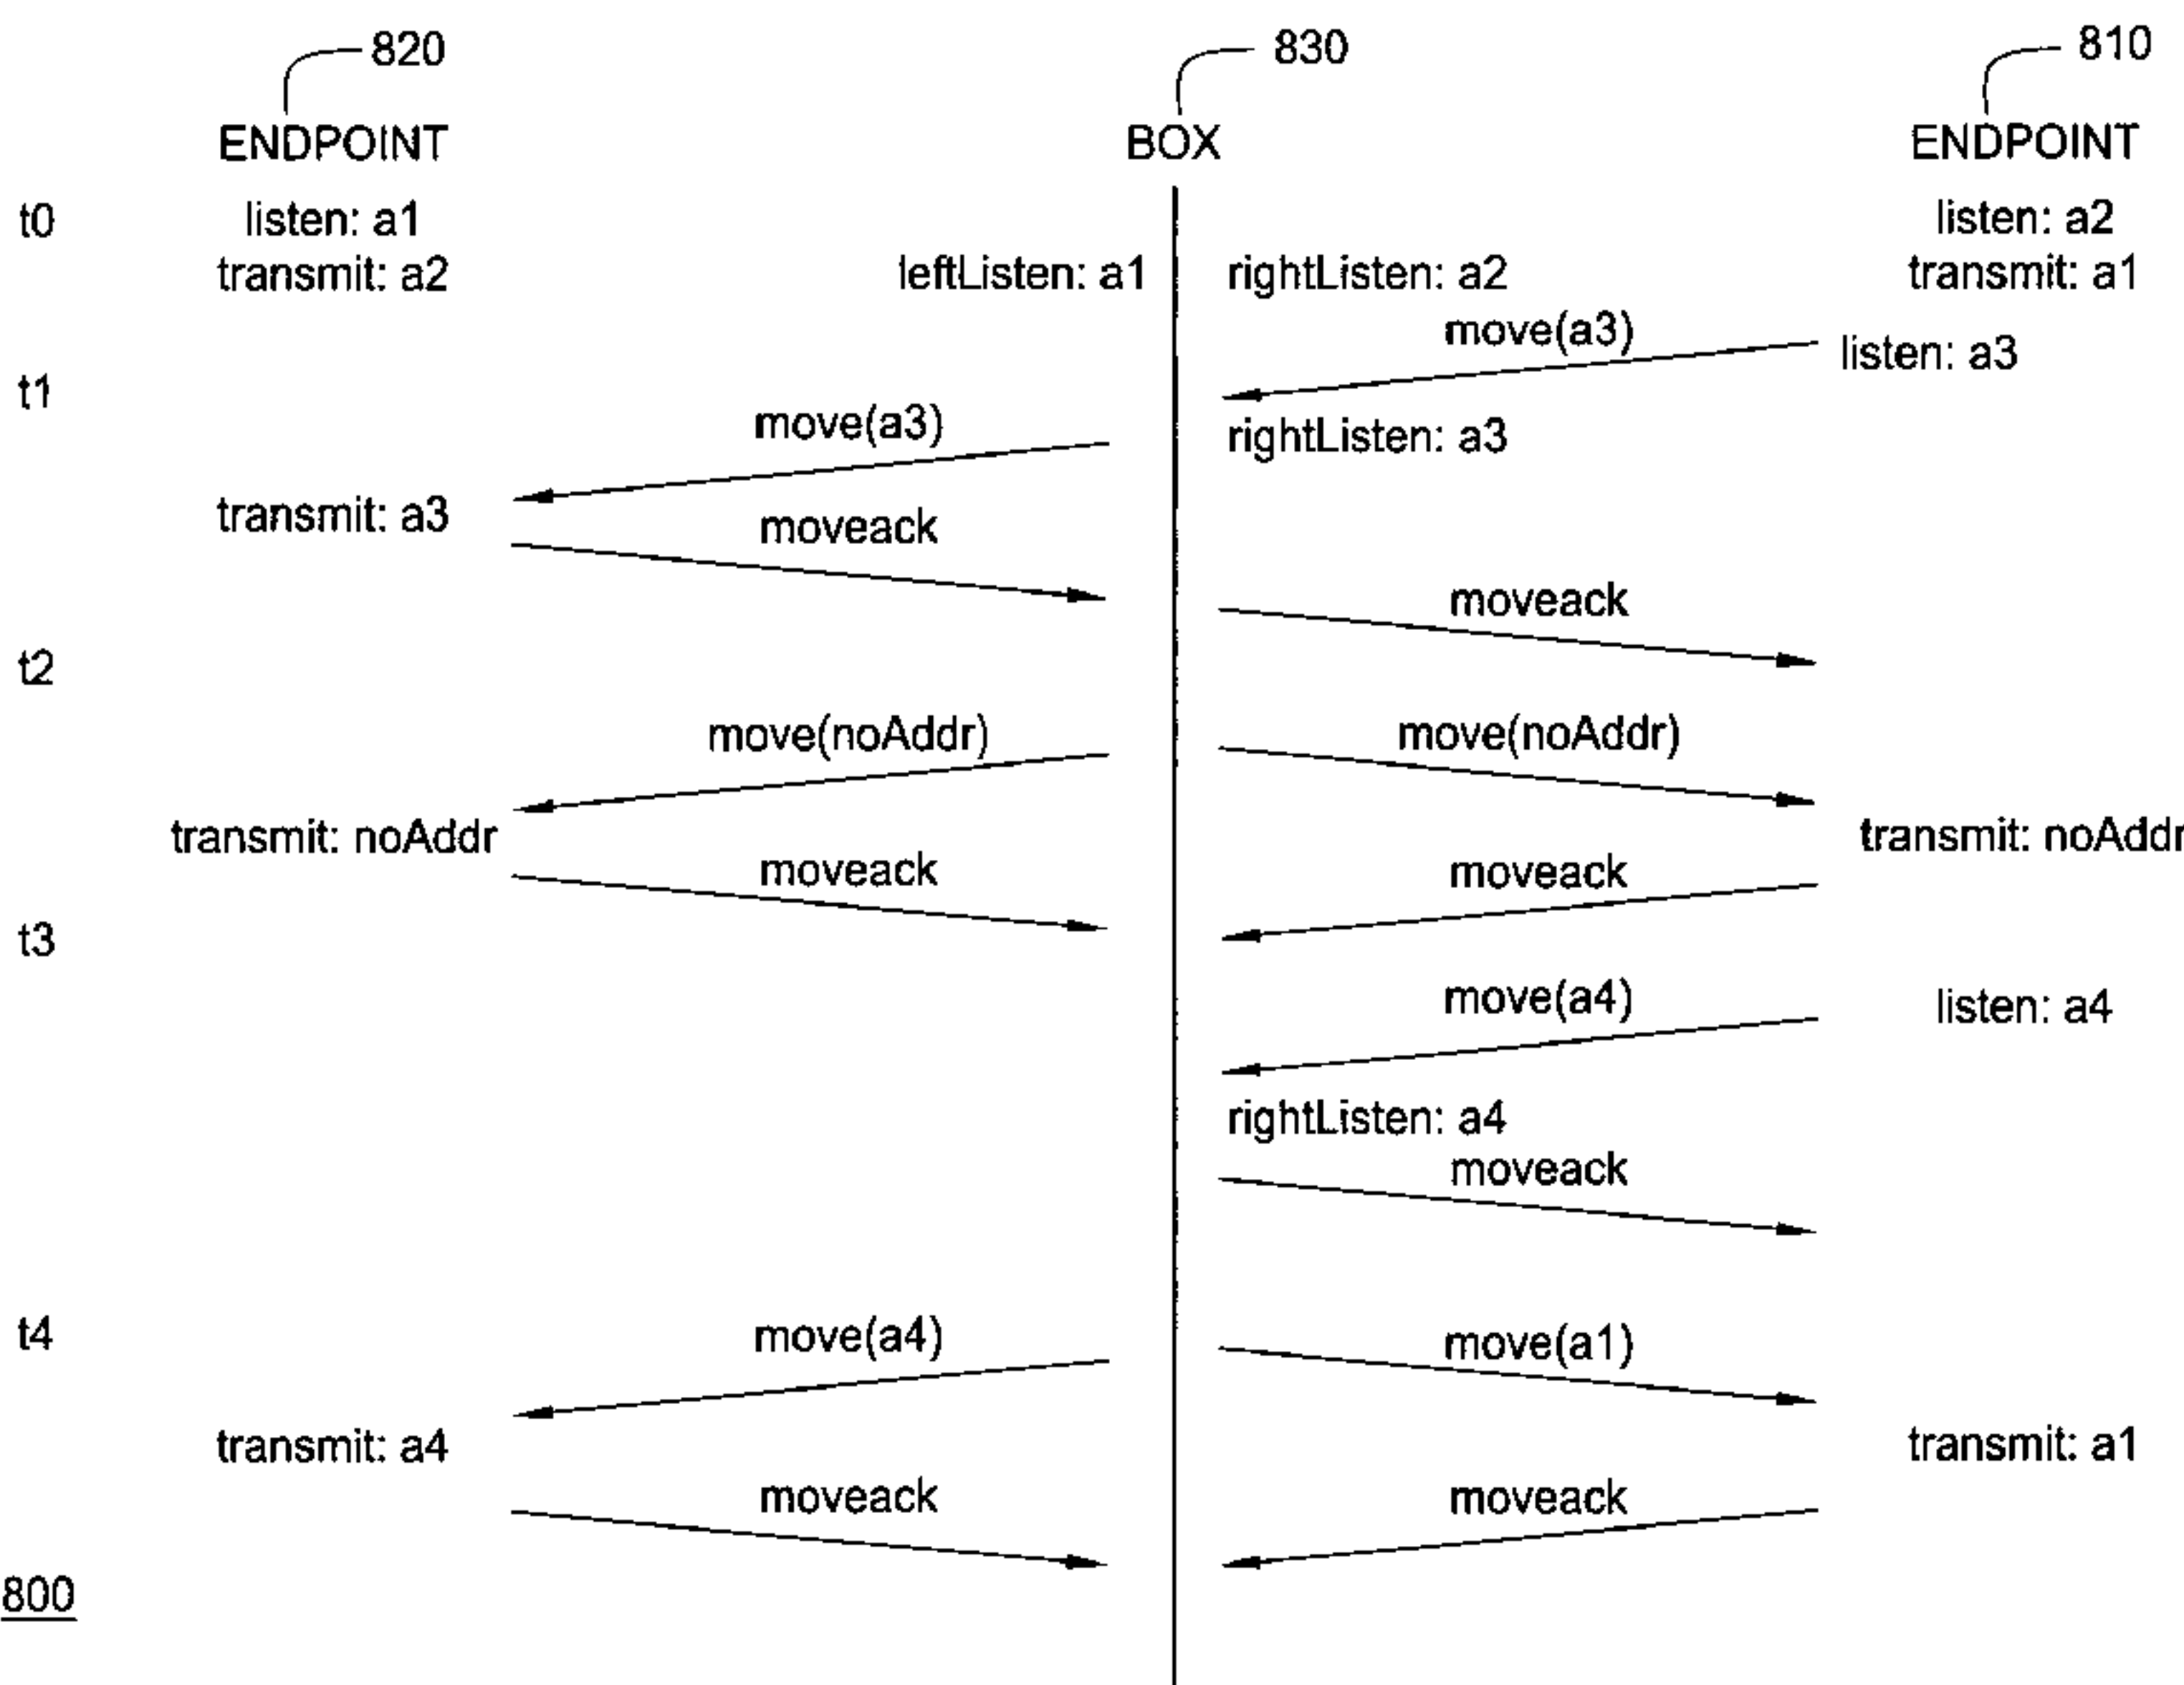 820 830 810
ENDPOINT BOX ENDPOINT
t0 listen: a1 listen: a2
transmit: a2 leftListen: a1 rightListen: a2 transmit: a1
move(a3) listen: a3
t1
move(a3) rightListen: a3
transmit: a3 moveack
moveack
t2
move(noAddr) move(noAddr)
transmit: noAddr transmit: noAddr
moveack moveack
t3
move(a4) listen: a4
rightListen: a4
moveack
t4 move(a4) move(a1)
transmit: a4 transmit: a1
moveack moveack
800